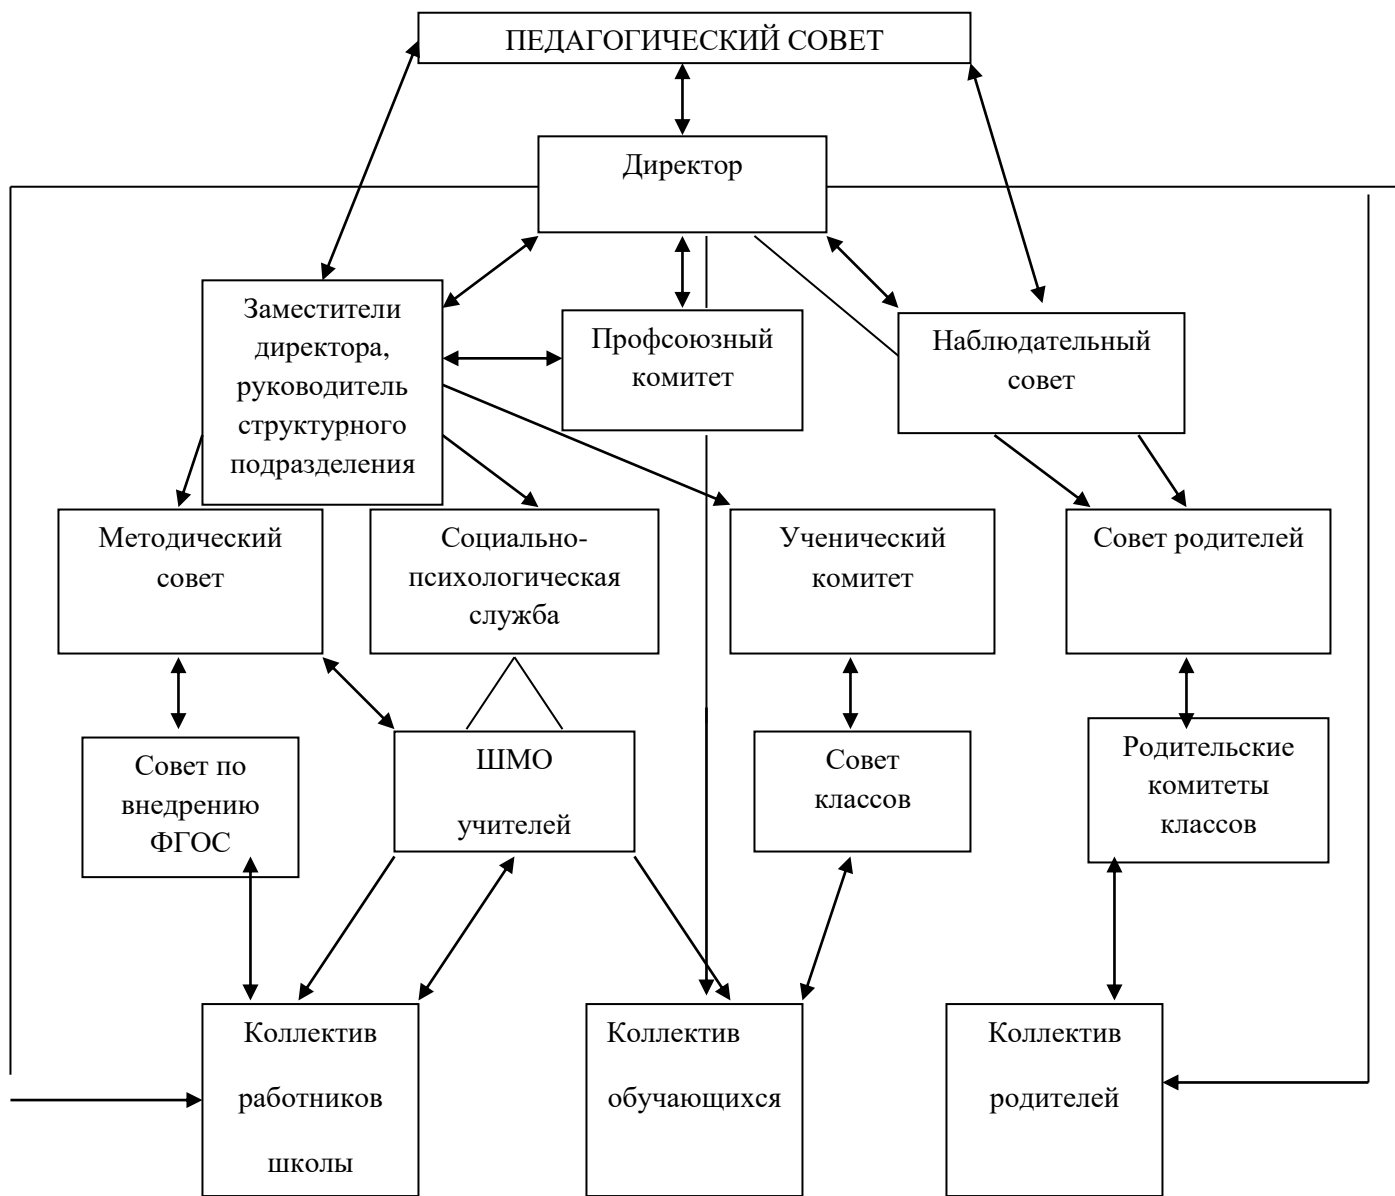 ПЕДАГОГИЧЕСКИЙ СОВЕТ
Директор
Заместители
директора,
руководитель
структурного
подразделения
Профсоюзный
комитет
Наблюдательный
совет
Методический
совет
Социально-
психологическая
служба
Ученический
комитет
Совет родителей
Совет по
внедрению
ФГОС
ШМО
учителей
Совет
классов
Родительские
комитеты
классов
Коллектив
работников
школы
Коллектив
обучающихся
Коллектив
родителей